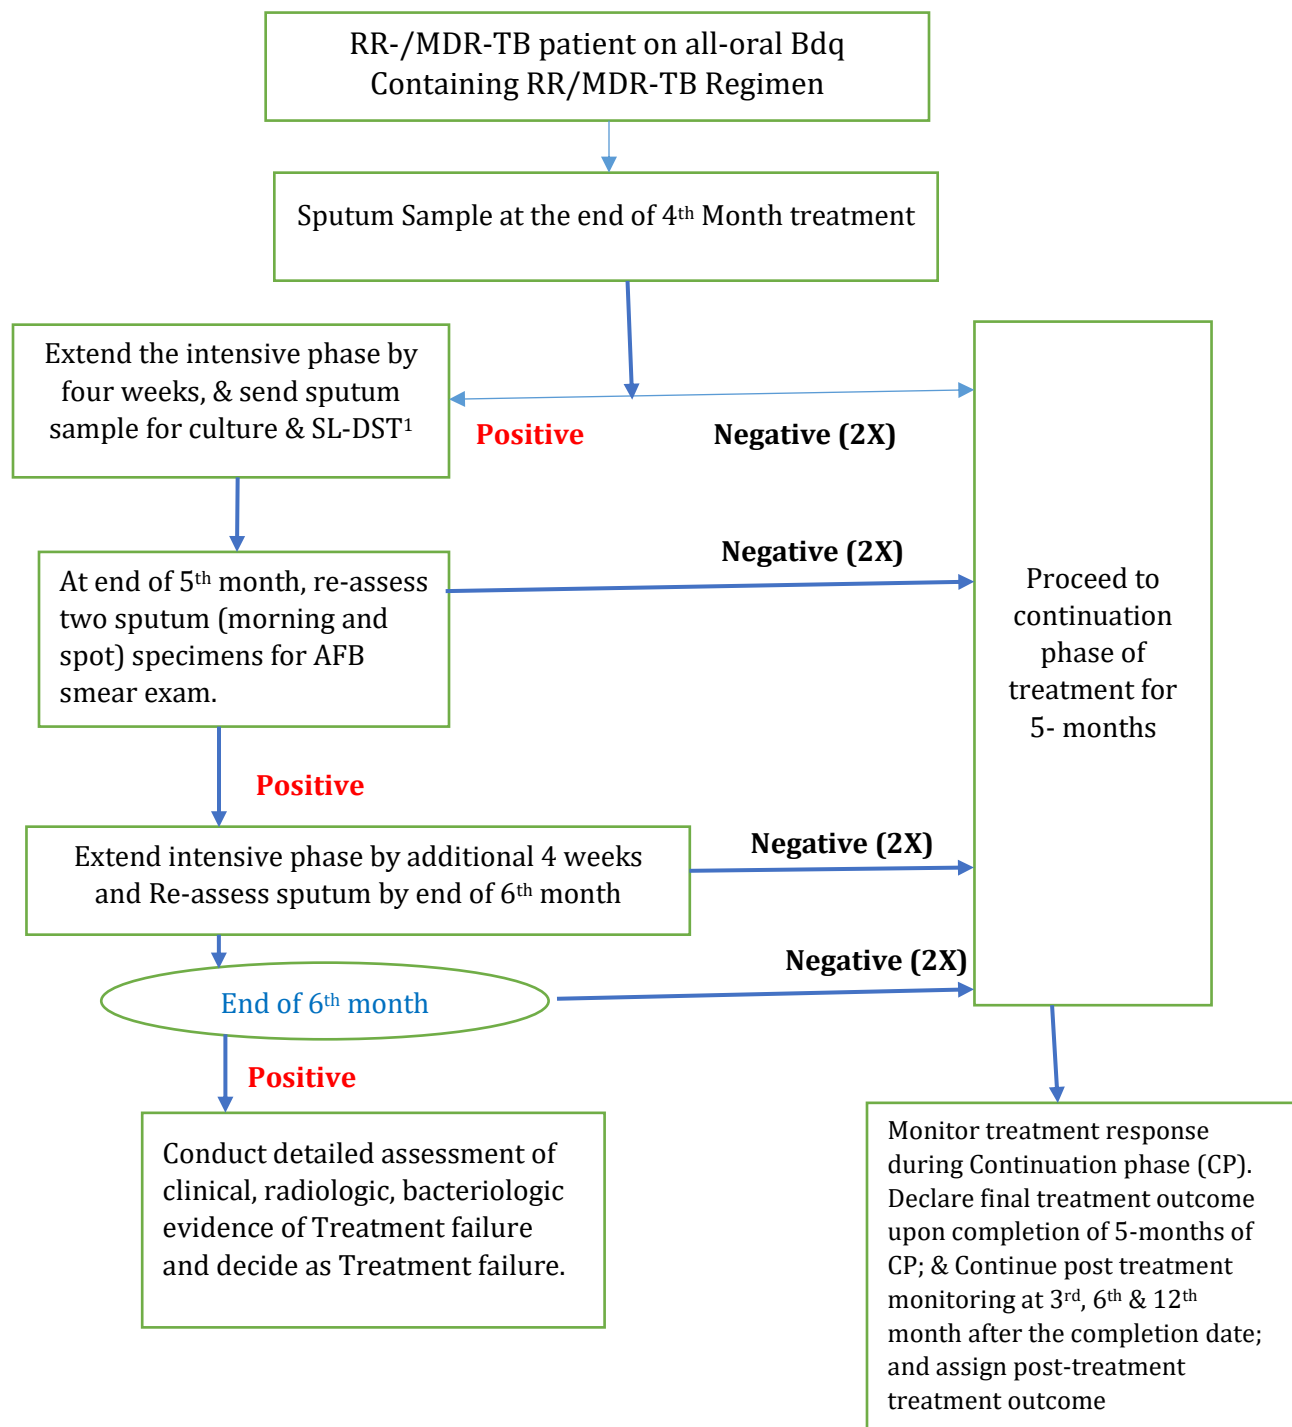 RR-/MDR-TB patient on all-oral Bdq
Containing RR/MDR-TB Regimen
Sputum Sample at the end of 4th Month treatment
Extend the intensive phase by
four weeks, & send sputum
sample for culture & SL-DST1
Positive
Negative (2X)
At end of 5th month, re-assess
two sputum (morning and
spot) specimens for AFB
smear exam.
Negative (2X)
Proceed to
continuation
phase of
treatment for
5- months
Positive
Extend intensive phase by additional 4 weeks
and Re-assess sputum by end of 6th month
Negative (2X)
End of 6th month
Negative (2X)
Positive
Conduct detailed assessment of
clinical, radiologic, bacteriologic
evidence of Treatment failure
and decide as Treatment failure.
Monitor treatment response
during Continuation phase (CP).
Declare final treatment outcome
upon completion of 5-months of
CP; & Continue post treatment
monitoring at 3rd, 6th & 12th
month after the completion date;
and assign post-treatment
treatment outcome